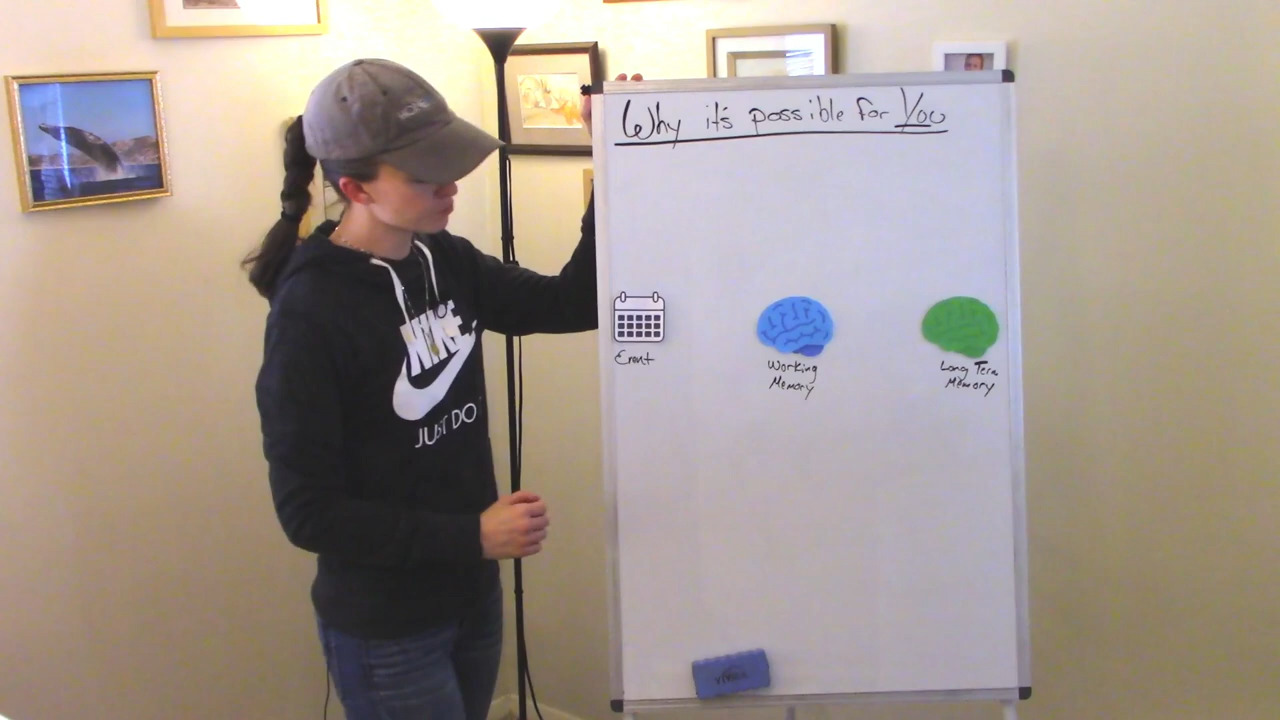 Why it's possible for You
Event
Working
Memory
Long Term
Memory
NIKE
JUST DO